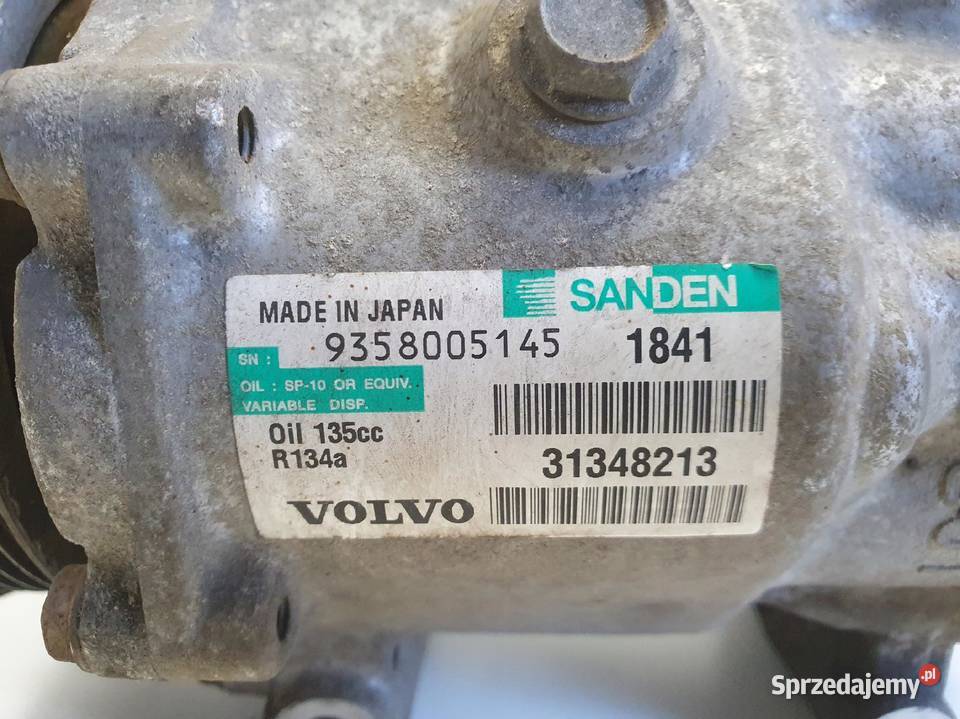 MADE IN JAPAN
SANDEN
SN :
9358005145
1841
OIL : SP-10 OR EQUIV.
VARIABLE DISP.
Oil 135cc
R134a
31348213
VOLVO
Sprzedajemy.pl